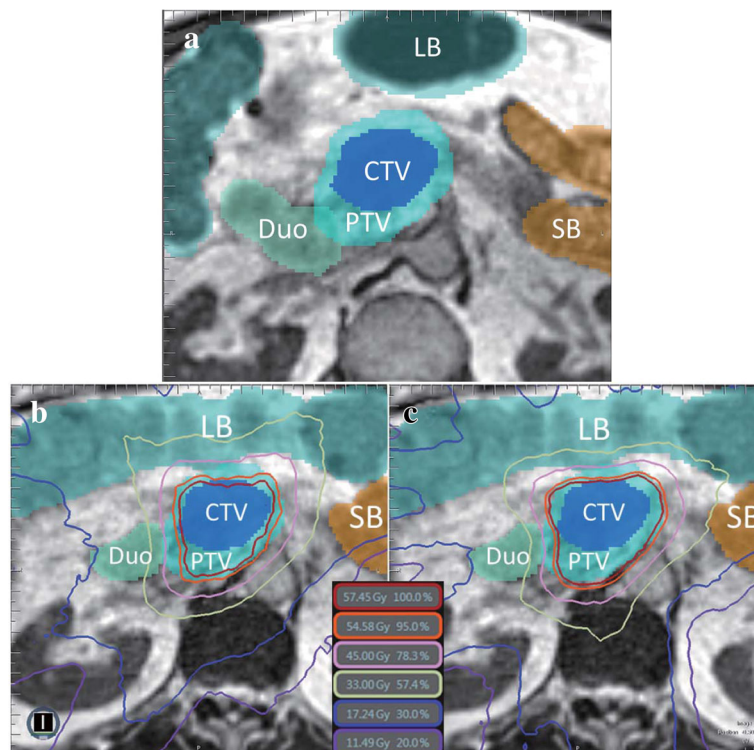 a
LB
CTV
PTV
Duo
SB
b
LB
CTV
PTV
Duo
SB
c
LB
CTV
PTV
Duo
SB
57.45 Gy 100.0 %
54.58 Gy 95.0 %
45.00 Gy 78.3 %
33.00 Gy 57.4 %
17.24 Gy 30.0 %
11.49 Gy 20.0 %
I